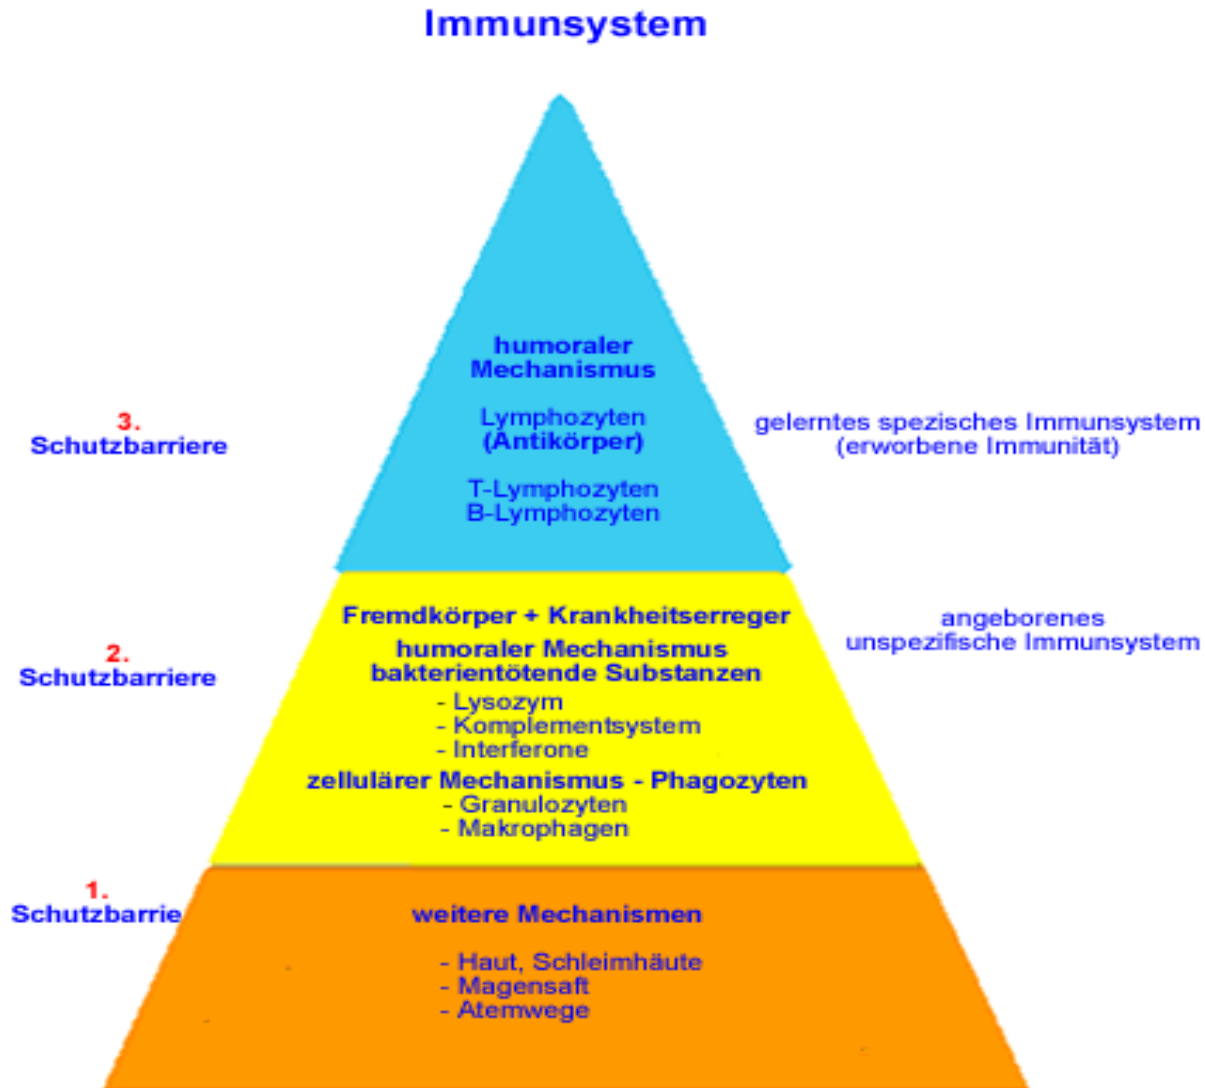 Immunsystem
humoraler
Mechanismus
Lymphozyten
(Antikörper)
T-Lymphozyten
B-Lymphozyten
3.
Schutzbarriere
gelerntes spezisches Immunsystem
(erworbene Immunität)
Fremdkörper + Krankheitserreger
humoraler Mechanismus
bakterientötende Substanzen
- Lysozym
- Komplementsystem
- Interferone
zellulärer Mechanismus - Phagozyten
- Granulozyten
- Makrophagen
2.
Schutzbarriere
angeborenes
unspezifische Immunsystem
1.
Schutzbarrie
weitere Mechanismen
- Haut, Schleimhäute
- Magensaft
- Atemwege